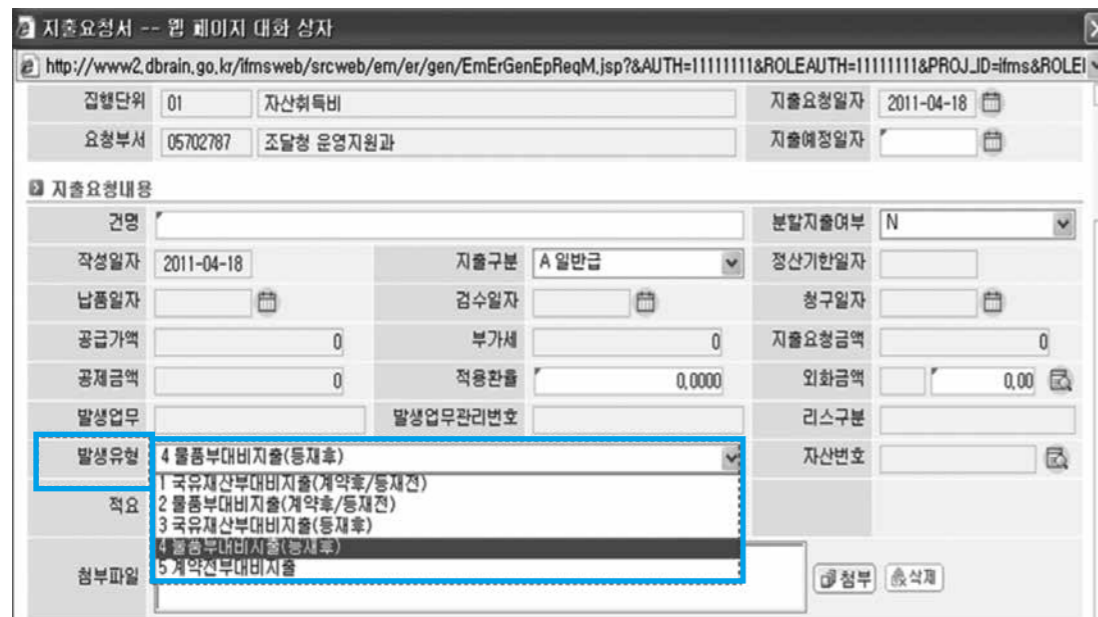 지출요청서 -- 웹 페이지 대화 상자
http://www2.dbrain.go.kr/ifmsweb/srcweb/em/er/gen/EmErGenEpReqM.jsp?&AUTH=11111111&ROLEAUTH=11111111&PROJ_ID=ifms&ROLEI
집행단위 01 자산취득비 지출요청일자 2011-04-18
요청부서 05702787 조달청 운영지원과 지출예정일자
지출요청내용
건명 분할지출여부 N
작성일자 2011-04-18 지출구분 A 일반급 정산기한일자
납품일자 검수일자 청구일자
공급가액 0 부가세 0 지출요청금액 0
공제금액 0 적용환율 0.0000 외화금액 0.00
발생업무 발생업무관리번호 리스구분
발생유형 4 물품부대비지출(등재후) 자산번호
1 국유재산부대비지출(계약후/등재전)
적요 2 물품부대비지출(계약후/등재전)
3 국유재산부대비지출(등재후)
4 물품부대비지출(등재후)
첨부파일 5 계약전부대비지출 첨부 삭제